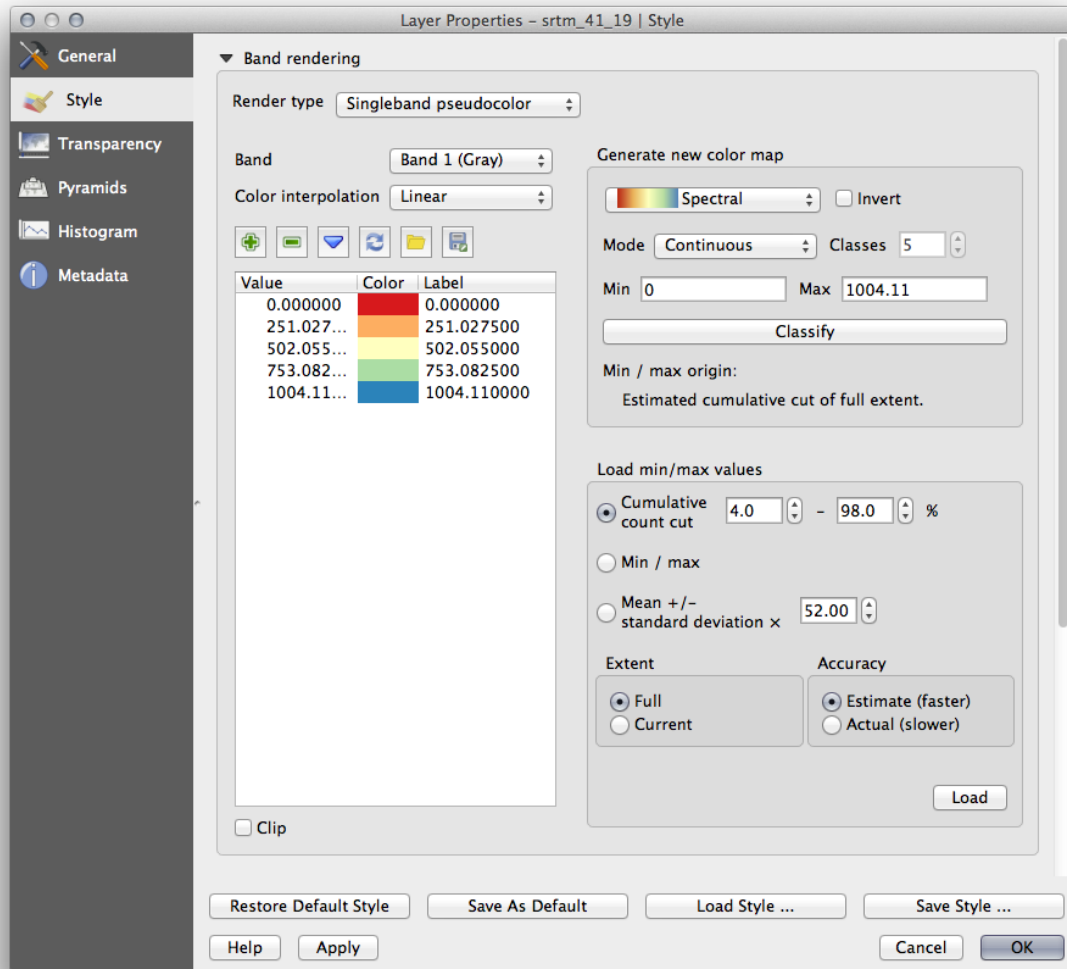 Layer Properties – srtm_41_19 | Style
General
Style
Transparency
Pyramids
Histogram
Metadata
Band rendering
Render type Singleband pseudocolor
Band Band 1 (Gray)
Color interpolation Linear
Value Color Label
0.000000 0.000000
251.027... 251.027500
502.055... 502.055000
753.082... 753.082500
1004.11... 1004.110000
Clip
Generate new color map
Spectral Invert
Mode Continuous Classes 5
Min 0 Max 1004.11
Classify
Min / max origin:
Estimated cumulative cut of full extent.
Load min/max values
Cumulative
count cut 4.0 – 98.0 %
Min / max
Mean +/-
standard deviation × 52.00
Extent
Full
Current
Accuracy
Estimate (faster)
Actual (slower)
Load
Restore Default Style Save As Default Load Style ... Save Style ...
Help Apply Cancel OK